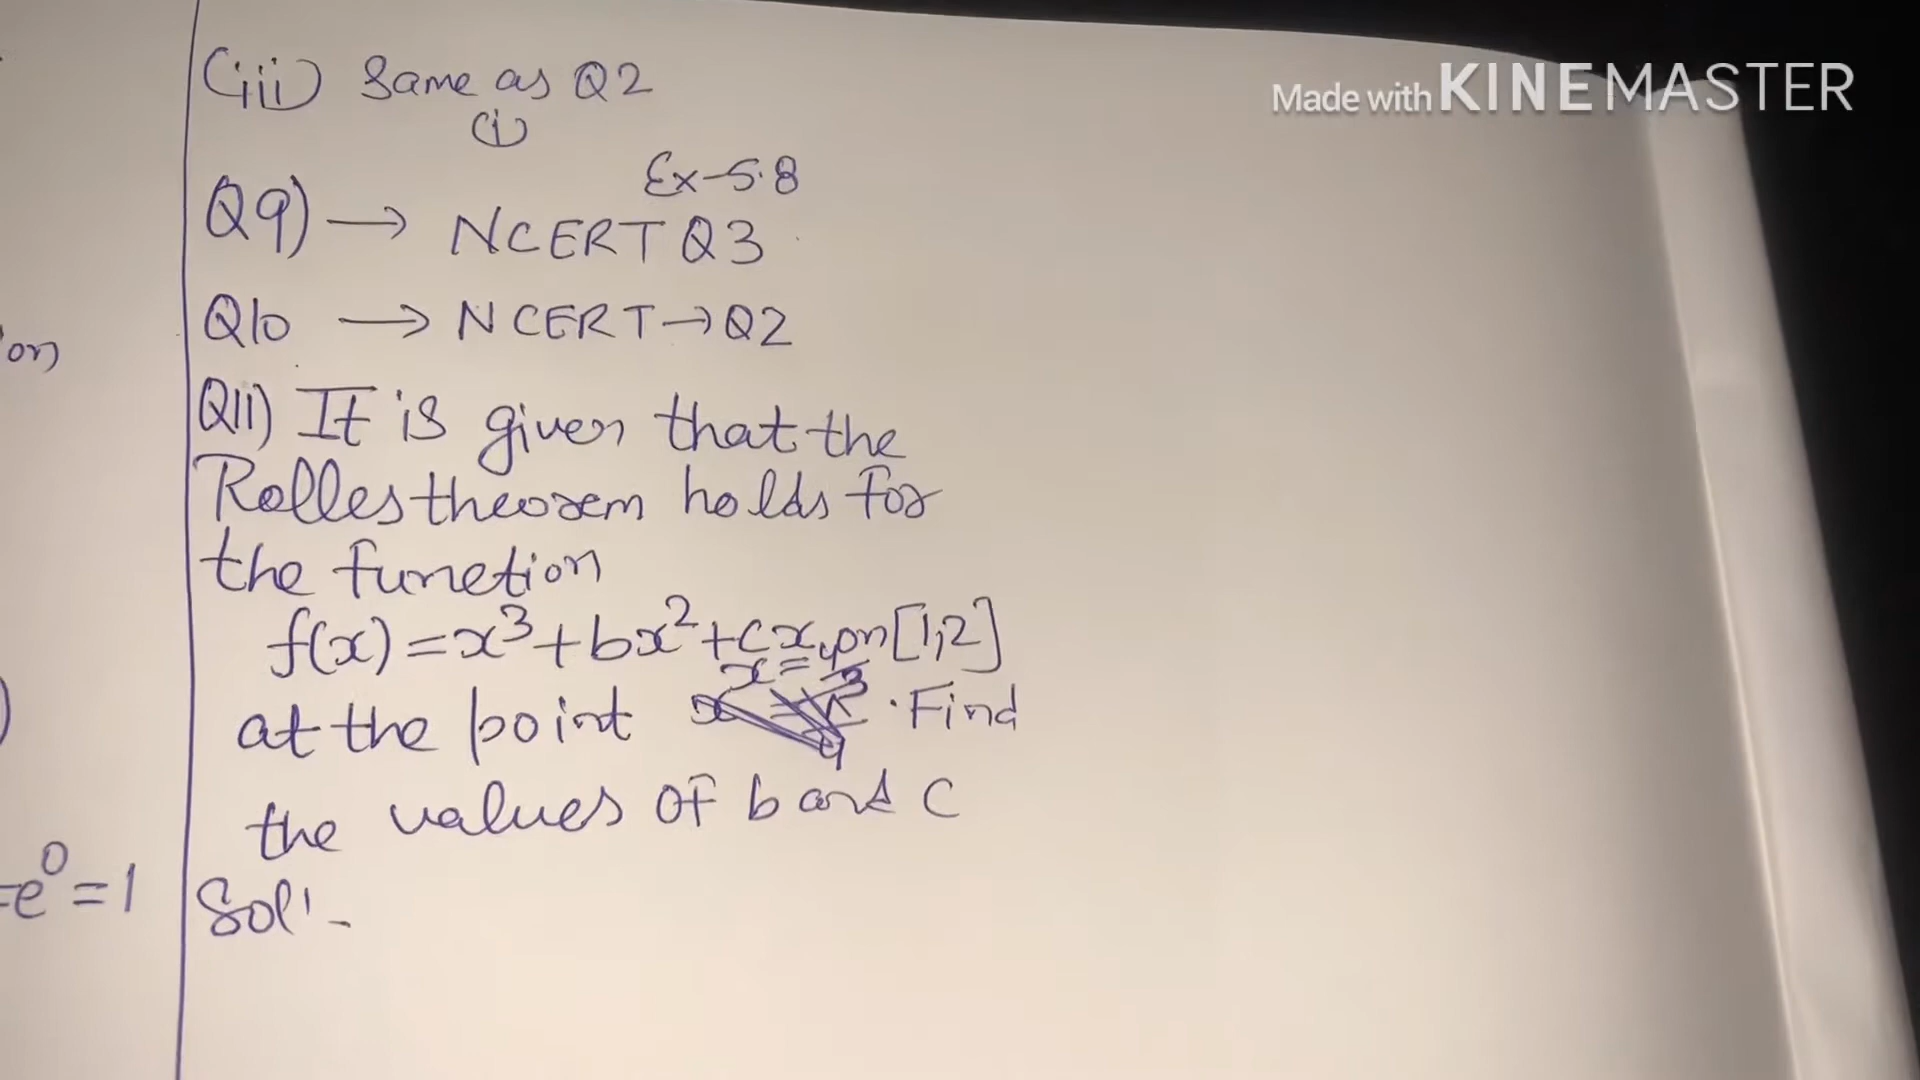 (iii) Same as Q2
(i)
Made with KINEMASTER
Ex-5.8
Q9) → NCERT Q3
Q10 → NCERT → Q2
on
Q11) It is given that the
Rolles theorem holds for
the function
f(x) = x³ + bx² + cx, on [1,2]
at the point . Find
the values of b and c
=e⁰ = 1
Sol' -